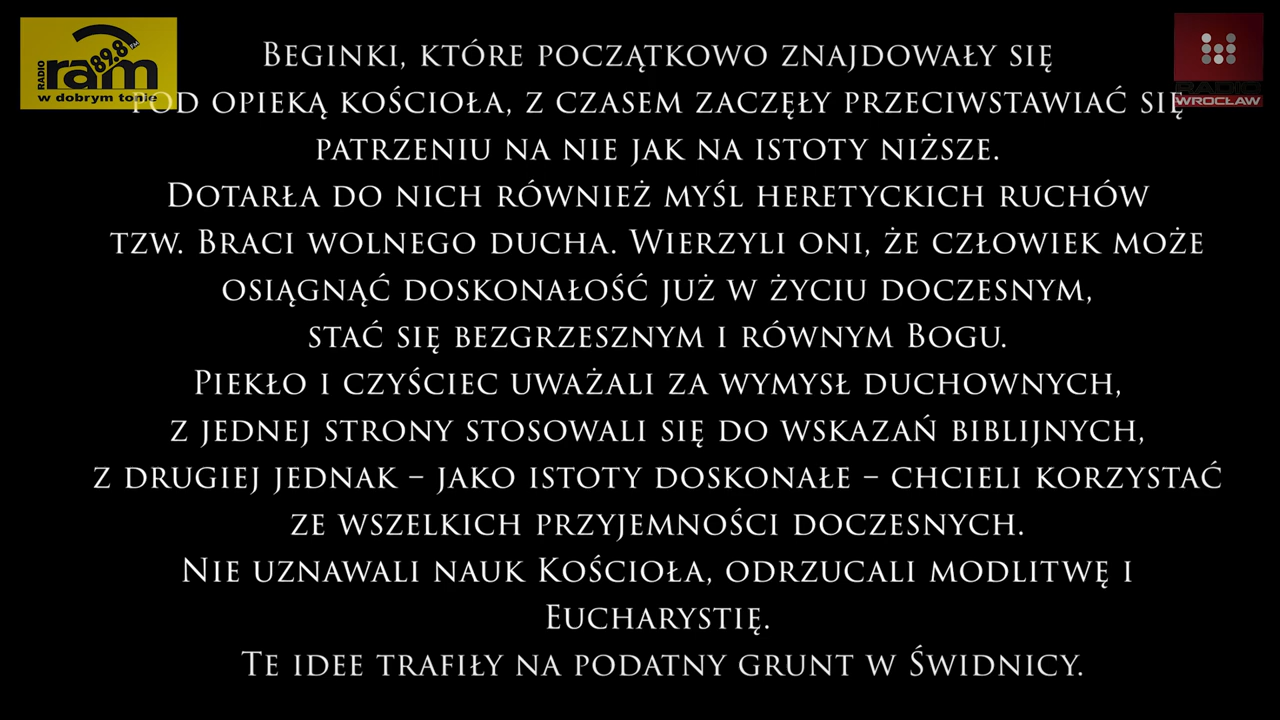 RADIO
ram
89.8 FM
w dobrym tonie
RADIO
WROCŁAW
Beginki, które początkowo znajdowały się
pod opieką Kościoła, z czasem zaczęły przeciwstawiać się
patrzeniu na nie jak na istoty niższe.
Dotarła do nich również myśl heretyckich ruchów
tzw. Braci wolnego ducha. Wierzyli oni, że człowiek może
osiągnąć doskonałość już w życiu doczesnym,
stać się bezgrzesznym i równym Bogu.
Piekło i czyściec uważali za wymysł duchownych,
z jednej strony stosowali się do wskazań biblijnych,
z drugiej jednak – jako istoty doskonałe – chcieli korzystać
ze wszelkich przyjemności doczesnych.
Nie uznawali nauk Kościoła, odrzucali modlitwę i
Eucharystię.
Te idee trafiły na podatny grunt w Świdnicy.